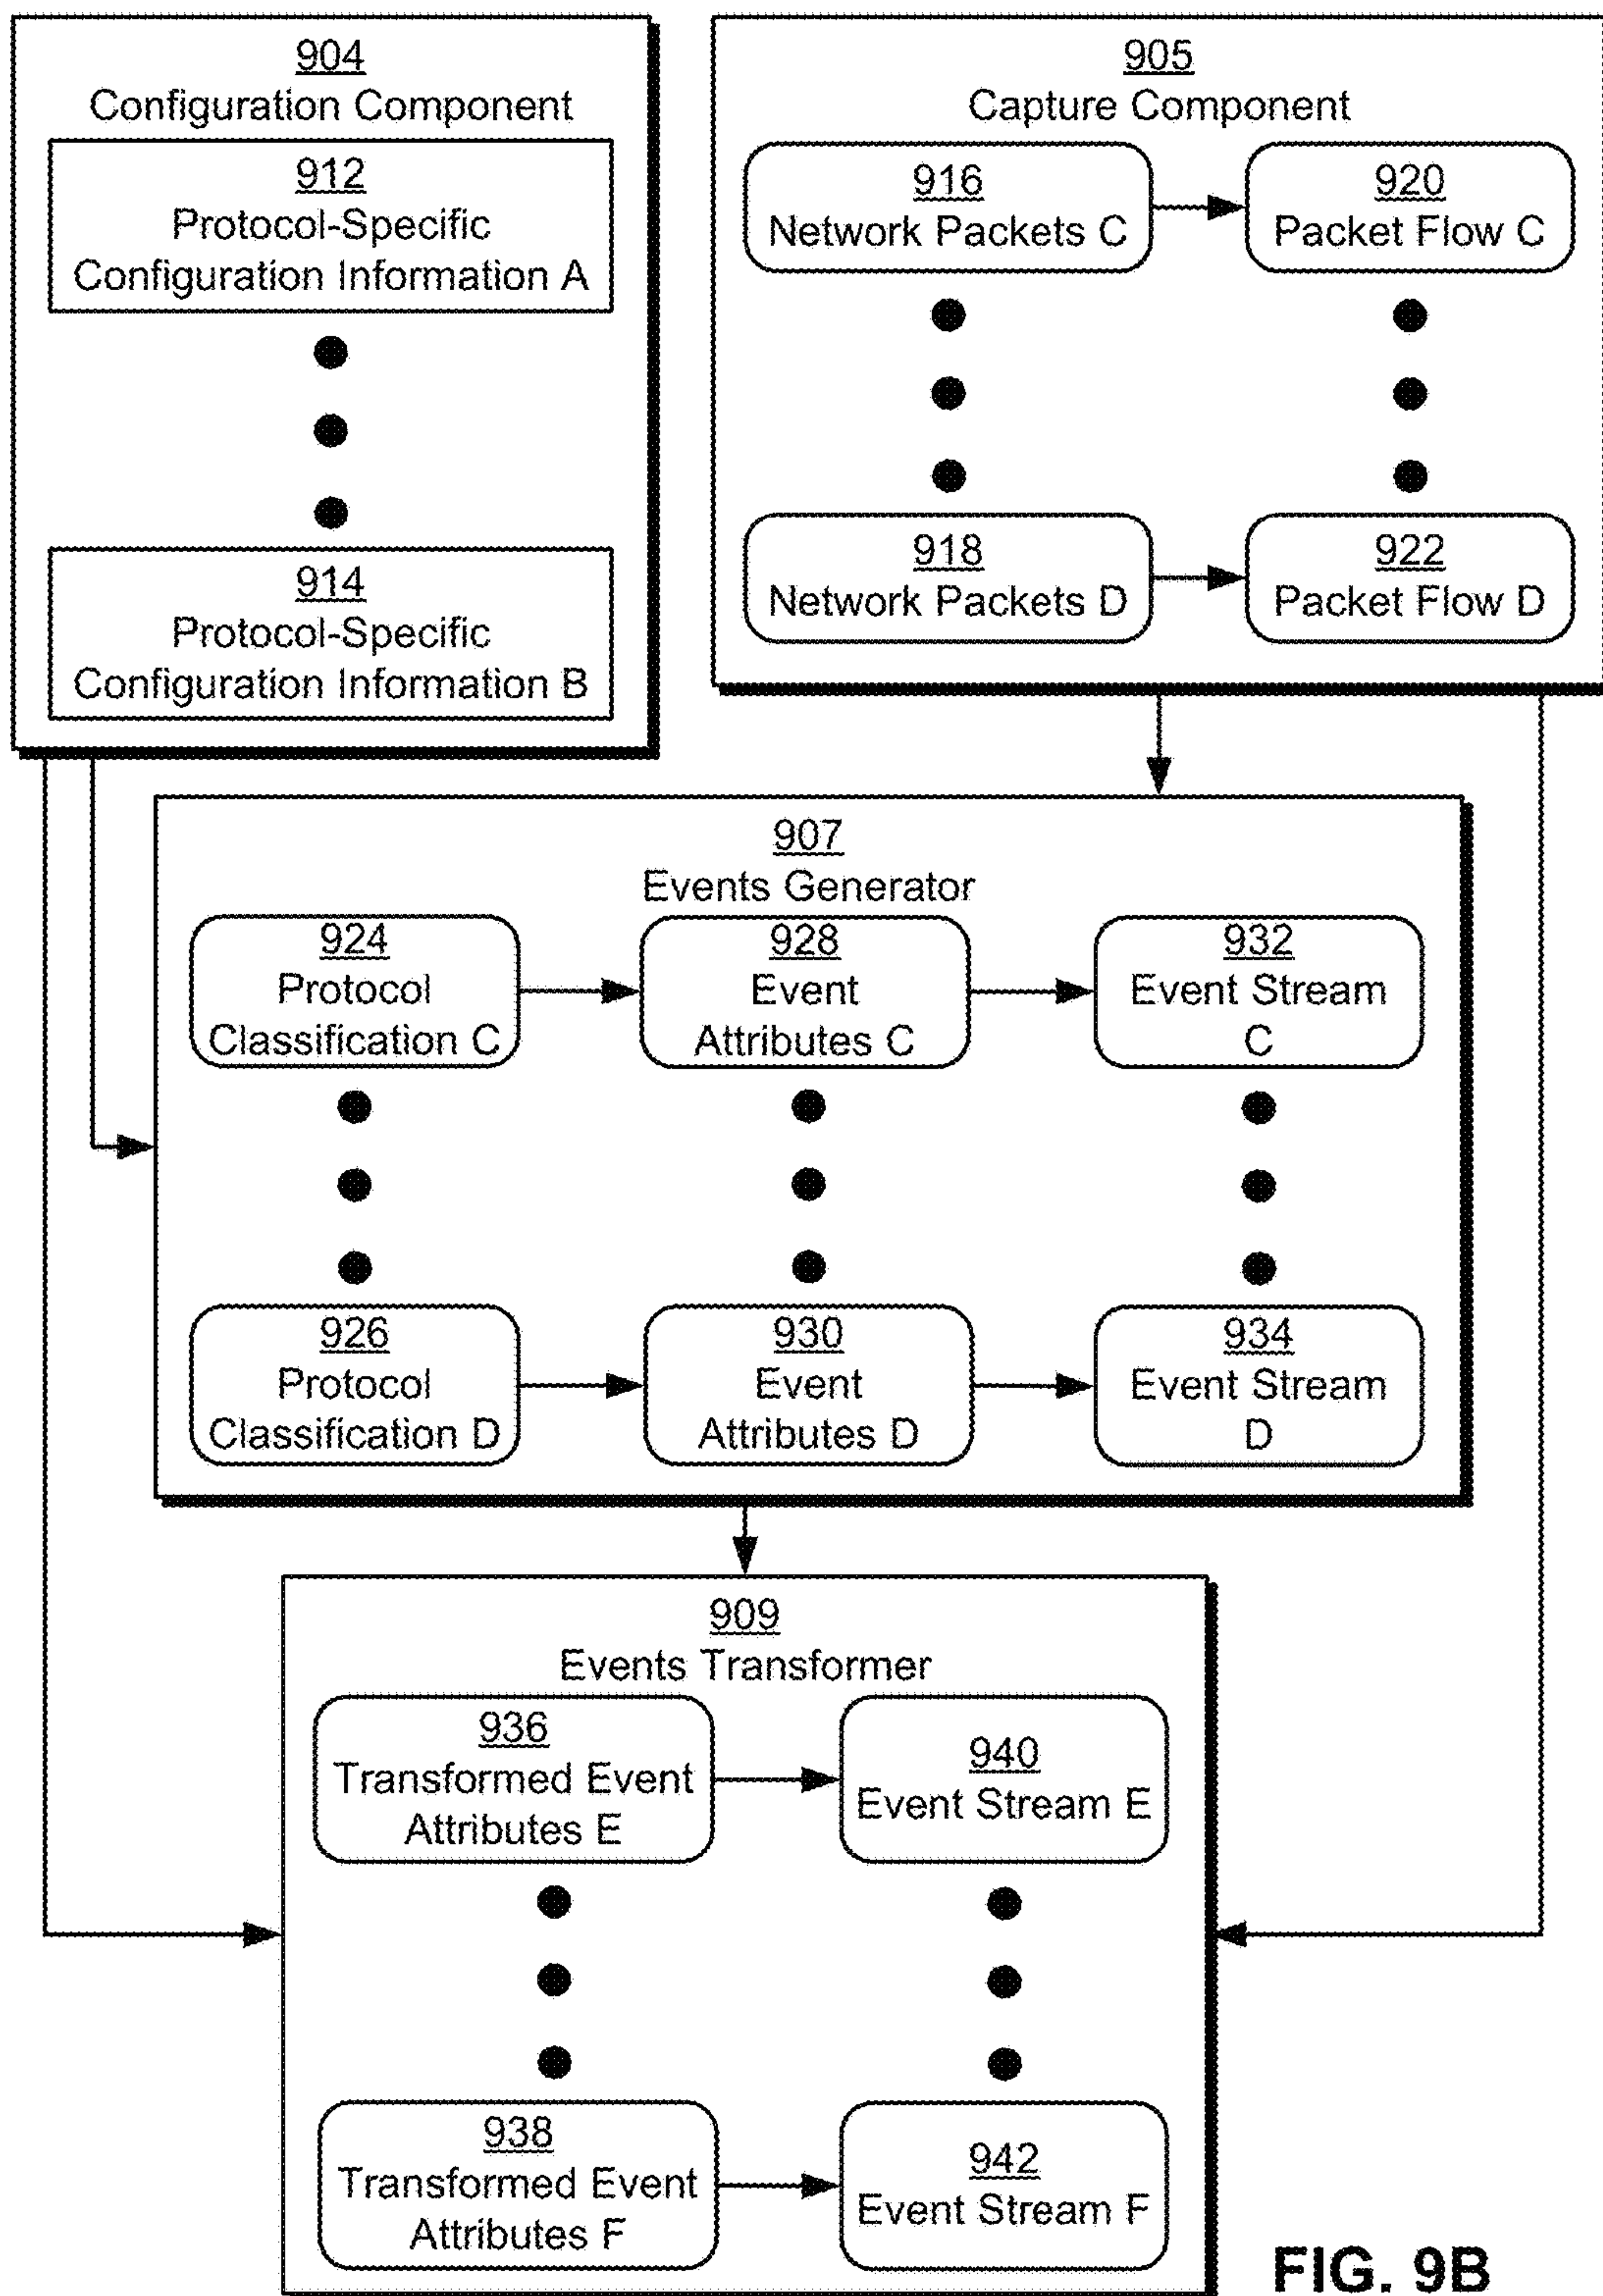 904
Configuration Component
912
Protocol-Specific
Configuration Information A
914
Protocol-Specific
Configuration Information B
905
Capture Component
916
Network Packets C
920
Packet Flow C
918
Network Packets D
922
Packet Flow D
907
Events Generator
924
Protocol
Classification C
928
Event
Attributes C
932
Event Stream
C
926
Protocol
Classification D
930
Event
Attributes D
934
Event Stream
D
909
Events Transformer
936
Transformed Event
Attributes E
940
Event Stream E
938
Transformed Event
Attributes F
942
Event Stream F
FIG. 9B